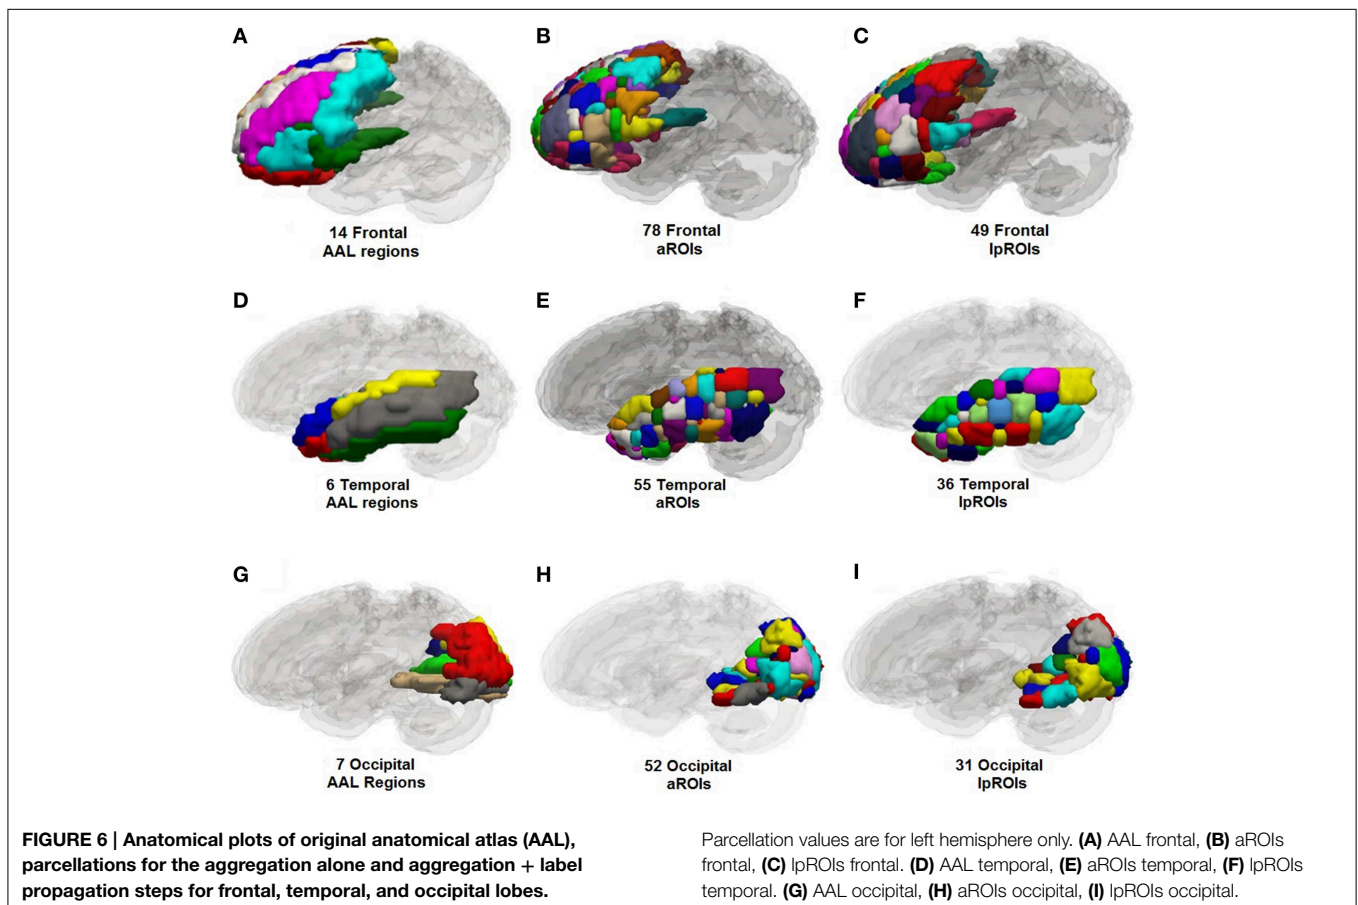 A
B
C
14 Frontal
AAL regions
78 Frontal
aROIs
49 Frontal
lpROIs
D
E
F
6 Temporal
AAL regions
55 Temporal
aROIs
36 Temporal
lpROIs
G
H
I
7 Occipital
AAL Regions
52 Occipital
aROIs
31 Occipital
lpROIs
FIGURE 6 | Anatomical plots of original anatomical atlas (AAL),
parcellations for the aggregation alone and aggregation + label
propagation steps for frontal, temporal, and occipital lobes.
Parcellation values are for left hemisphere only. (A) AAL frontal, (B) aROIs
frontal, (C) lpROIs frontal. (D) AAL temporal, (E) aROIs temporal, (F) lpROIs
temporal. (G) AAL occipital, (H) aROIs occipital, (I) lpROIs occipital.